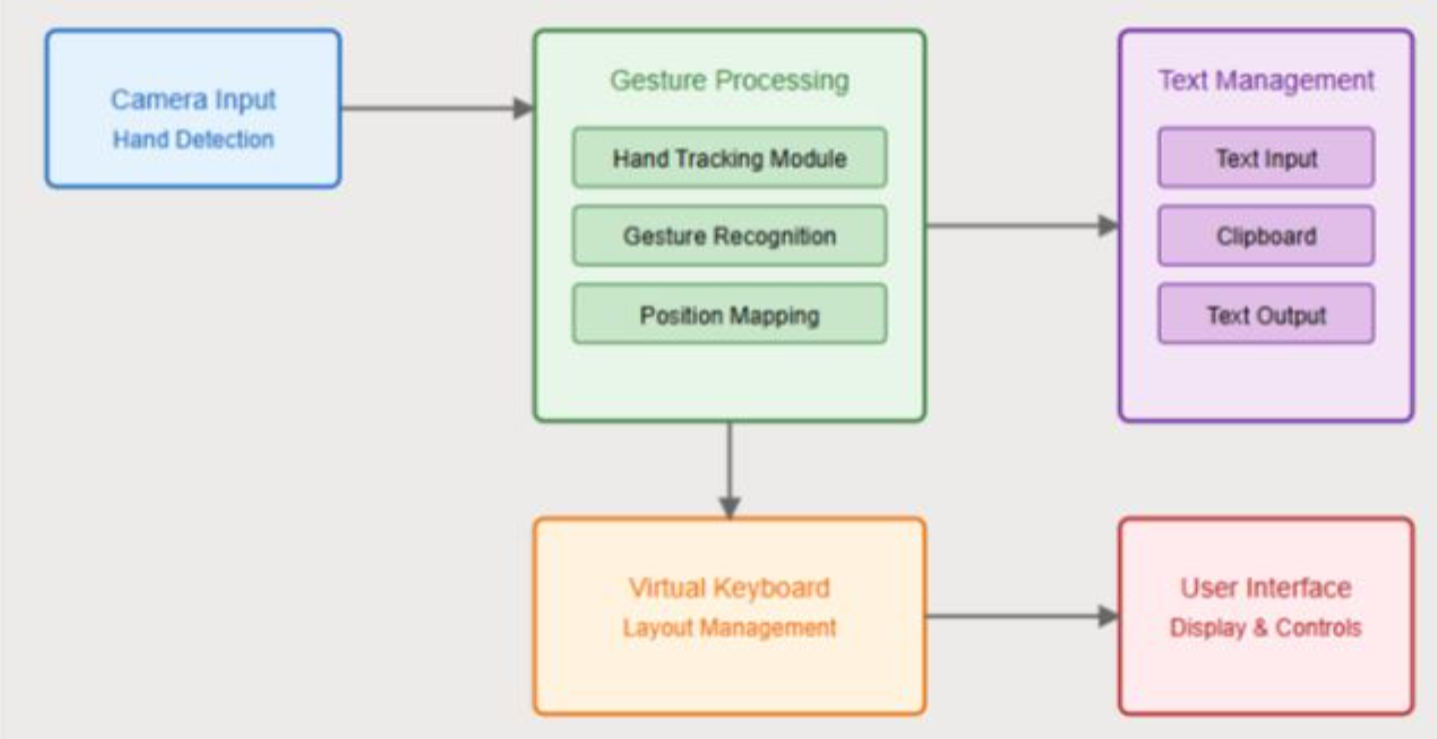 Camera Input
Hand Detection
Gesture Processing
Hand Tracking Module
Gesture Recognition
Position Mapping
Text Management
Text Input
Clipboard
Text Output
Virtual Keyboard
Layout Management
User Interface
Display & Controls